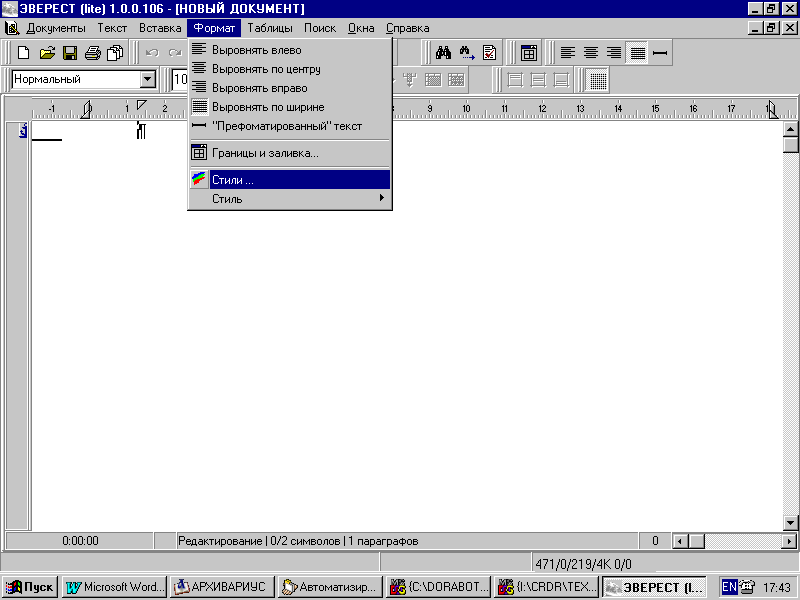 ЭВЕРЕСТ (lite) 1.0.0.106 - [НОВЫЙ ДОКУМЕНТ]
Документы Текст Вставка Формат Таблицы Поиск Окна Справка
Выровнять влево
Нормальный 10 Выровнять по центру
Выровнять вправо
-1 0 1 2 Выровнять по ширине 8 9 10 11 12 13 14 15 16 17 18
"Префоматированный" текст
¶
Границы и заливка...
Стили ...
Стиль
0:00:00 Редактирование | 0/2 символов | 1 параграфов 0
471/0/219/4K 0/0
Пуск Microsoft Word... АРХИВАРИУС Автоматизир... {C:\DORABOT... {I:\CRDR\TEX... ЭВЕРЕСТ (l... EN 17:43